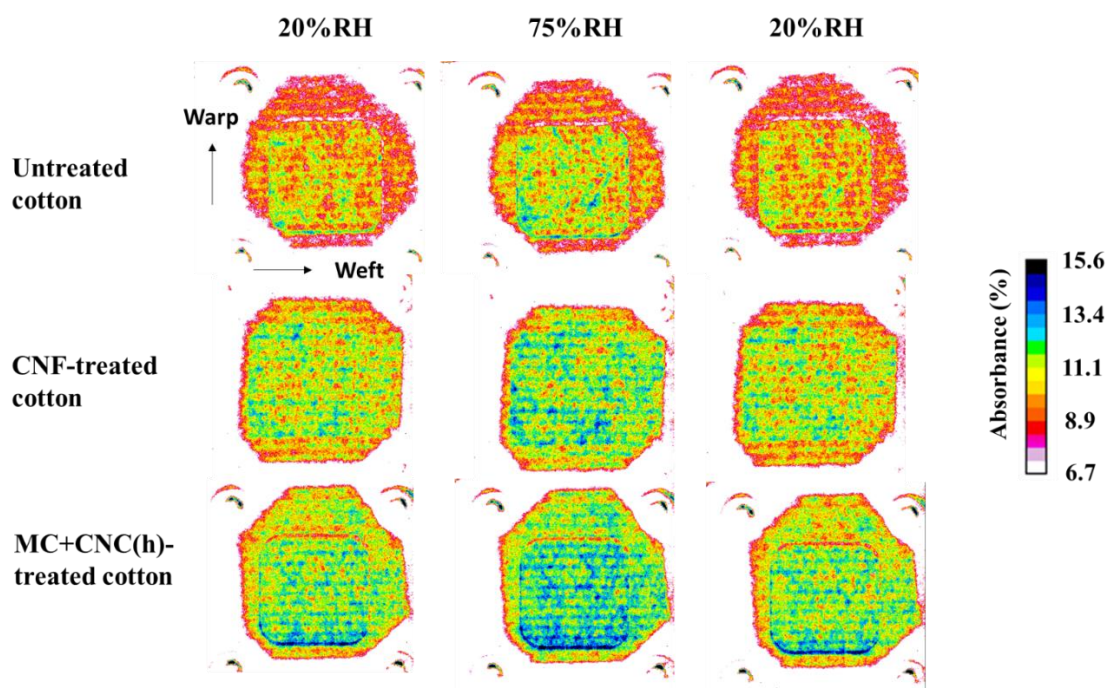 20%RH
75%RH
20%RH
Warp
Untreated
cotton
Weft
CNF-treated
cotton
MC+CNC(h)-
treated cotton
Absorbance (%)
15.6
13.4
11.1
8.9
6.7